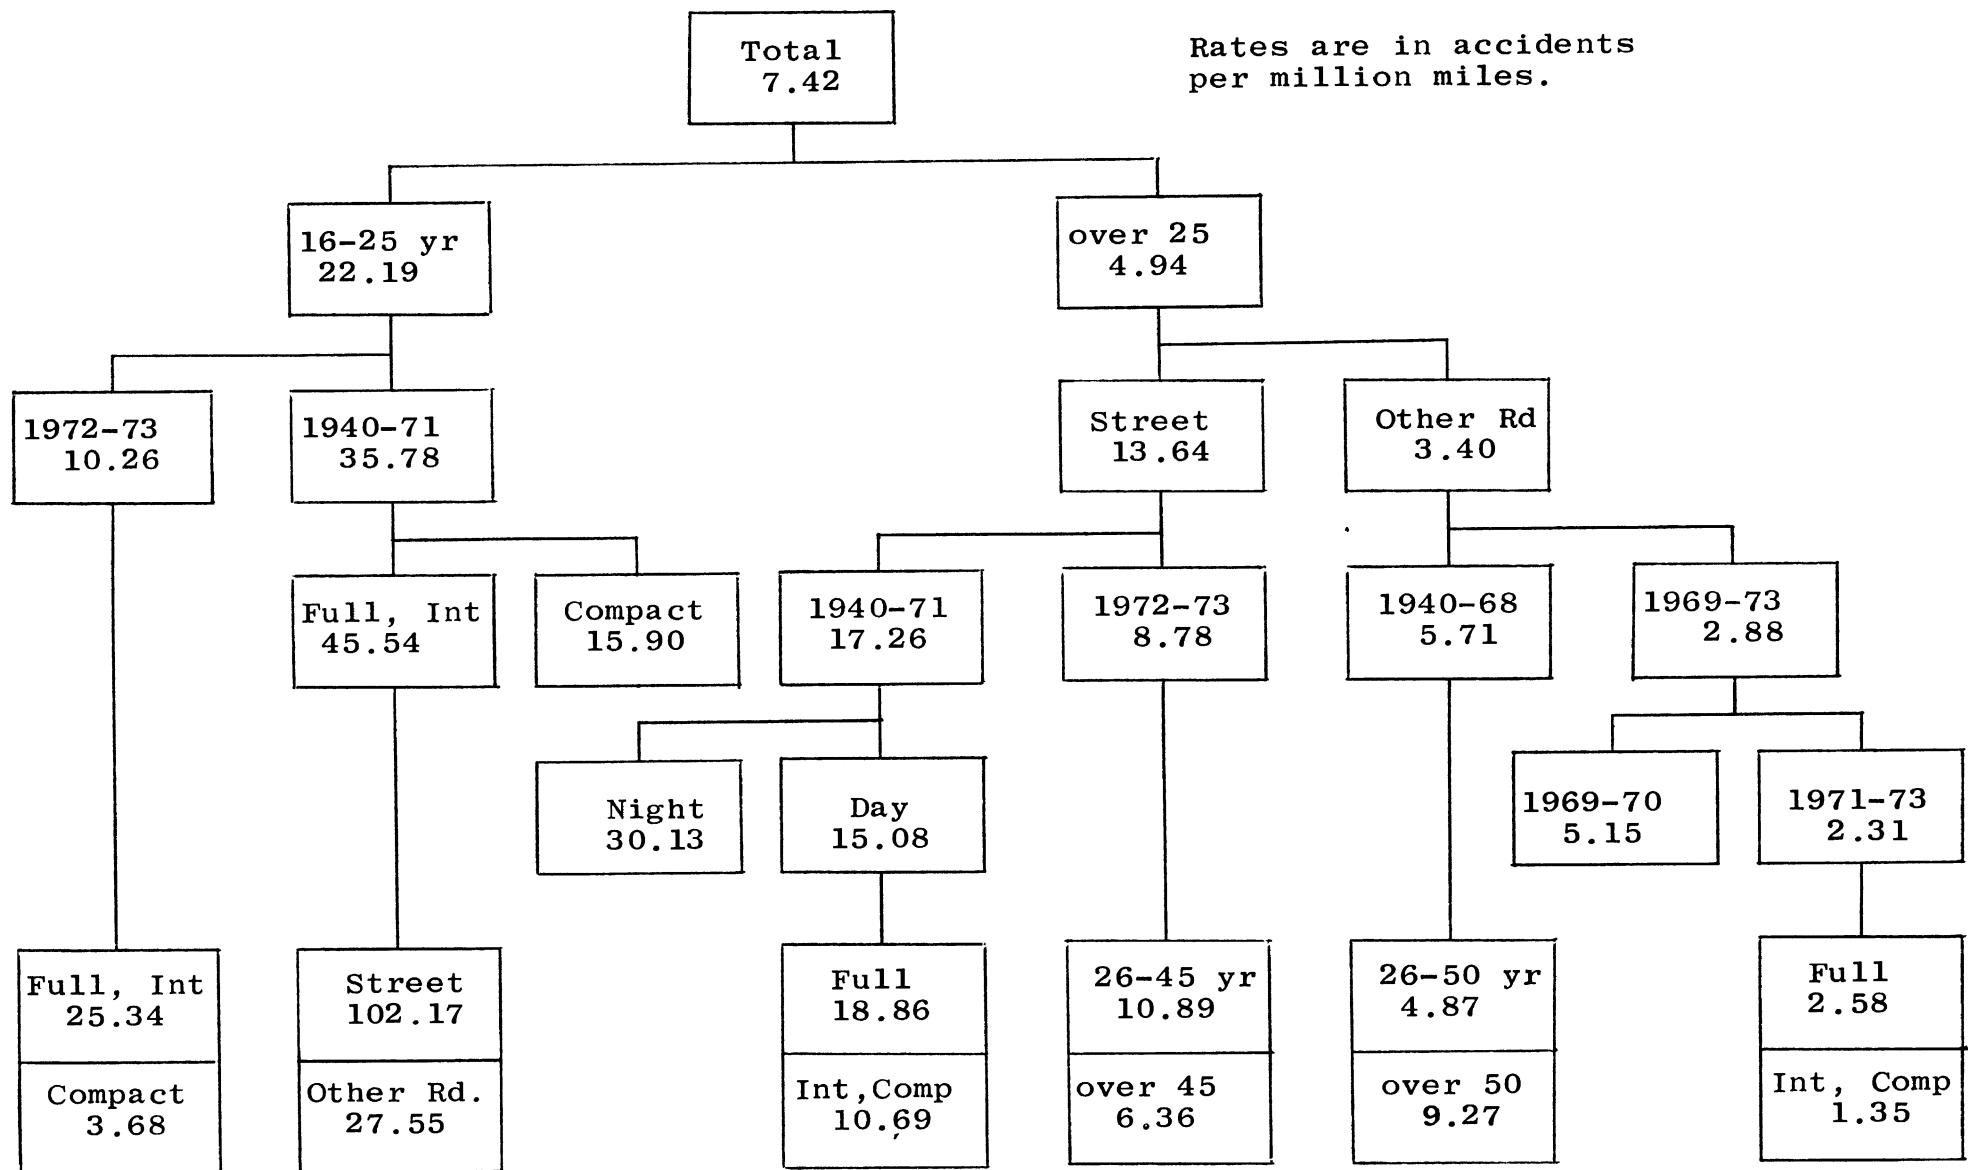 Total
7.42
Rates are in accidents
per million miles.
16-25 yr
22.19
over 25
4.94
1972-73
10.26
1940-71
35.78
Street
13.64
Other Rd
3.40
Full, Int
45.54
Compact
15.90
1940-71
17.26
1972-73
8.78
1940-68
5.71
1969-73
2.88
Night
30.13
Day
15.08
1969-70
5.15
1971-73
2.31
Full, Int
25.34
Compact
3.68
Street
102.17
Other Rd.
27.55
Full
18.86
Int,Comp
10.69
26-45 yr
10.89
over 45
6.36
26-50 yr
4.87
over 50
9.27
Full
2.58
Int, Comp
1.35